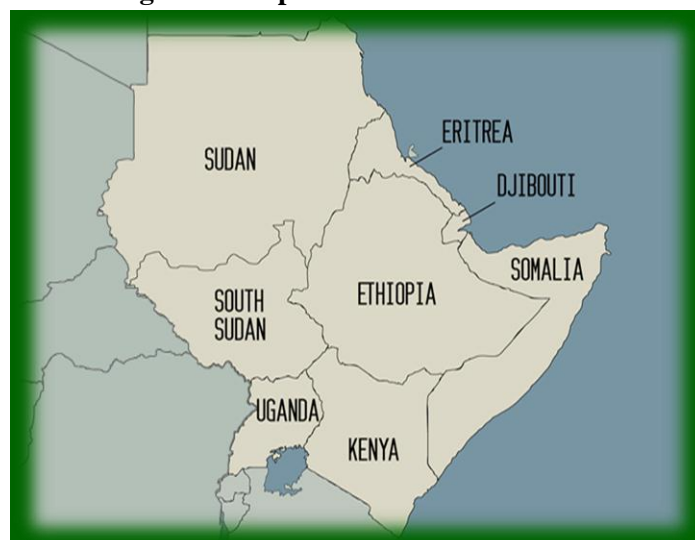 SUDAN
ERITREA
DJIBOUTI
SOMALIA
ETHIOPIA
SOUTH
SUDAN
UGANDA
KENYA